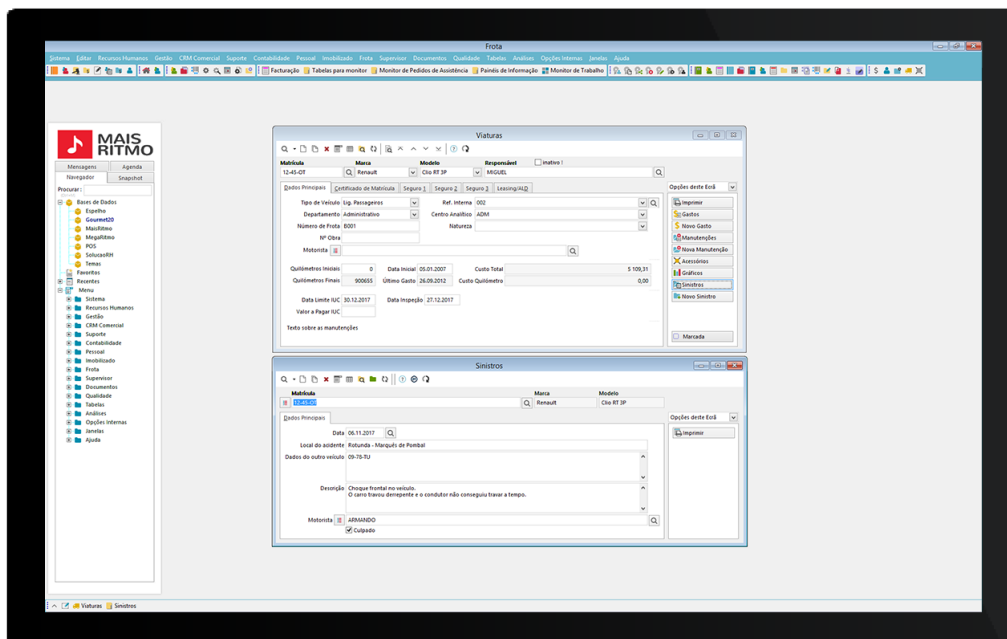 Frota
Sistema Editar Recursos Humanos Gestão CRM Comercial Suporte Contabilidade Pessoal Imobilizado Frota Supervisor Documentos Qualidade Tabelas Análises Opções Internas Janelas Ajuda
Facturação Tabelas para monitor Monitor de Pedidos de Assistência Painéis de Informação Monitor de Trabalho
MAIS
RITMO
Mensagens Agenda
Navegador Snapshot
Procurar :
Bases de Dados
Espelho
Gourmet20
MaisRitmo
MegaRitmo
POS
SolucaoRH
Temas
Favoritos
Recentes
Menu
Sistema
Recursos Humanos
Gestão
CRM Comercial
Suporte
Contabilidade
Pessoal
Imobilizado
Frota
Supervisor
Documentos
Qualidade
Tabelas
Análises
Opções Internas
Janelas
Ajuda
Viaturas
Matrícula Marca Modelo Responsável inativo !
12-45-OT Renault Clio RT 3P MIGUEL
Dados Principais Certificado de Matrícula Seguro 1 Seguro 2 Seguro 3 Leasing/ALD
Tipo de Veículo Lig. Passageiros Ref. Interna 002
Departamento Administrativo Centro Analítico ADM
Número de Frota B001 Natureza
Nº Obra
Motorista
Quilómetros Iniciais 0 Data Inicial 05.01.2007 Custo Total 5 109,31
Quilómetros Finais 900655 Último Gasto 26.09.2012 Custo Quilómetro 0,00
Data Limite IUC 30.12.2017 Data Inspeção 27.12.2017
Valor a Pagar IUC
Texto sobre as manutenções
Opções deste Ecrã
Imprimir
Gastos
Novo Gasto
Manutenções
Nova Manutenção
Acessórios
Gráficos
Sinistros
Novo Sinistro
Marcada
Sinistros
Matrícula Marca Modelo
12-45-OT Renault Clio RT 3P
Dados Principais
Data 06.11.2017
Local do acidente Rotunda - Marquês de Pombal
Dados do outro veículo 09-78-TU
Descrição Choque frontal no veículo.
O carro travou derrepente e o condutor não conseguiu travar a tempo.
Motorista ARMANDO
Culpado
Opções deste Ecrã
Imprimir
Viaturas Sinistros